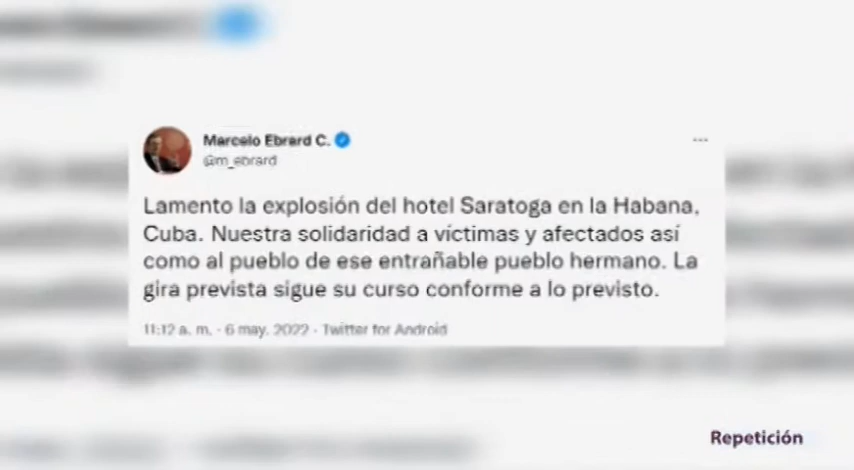 Marcelo Ebrard C.
@m_ebrard
Lamento la explosión del hotel Saratoga en la Habana,
Cuba. Nuestra solidaridad a víctimas y afectados así
como al pueblo de ese entrañable pueblo hermano. La
gira prevista sigue su curso conforme a lo previsto.
11:12 a. m. · 6 may. 2022 · Twitter for Android
Repetición